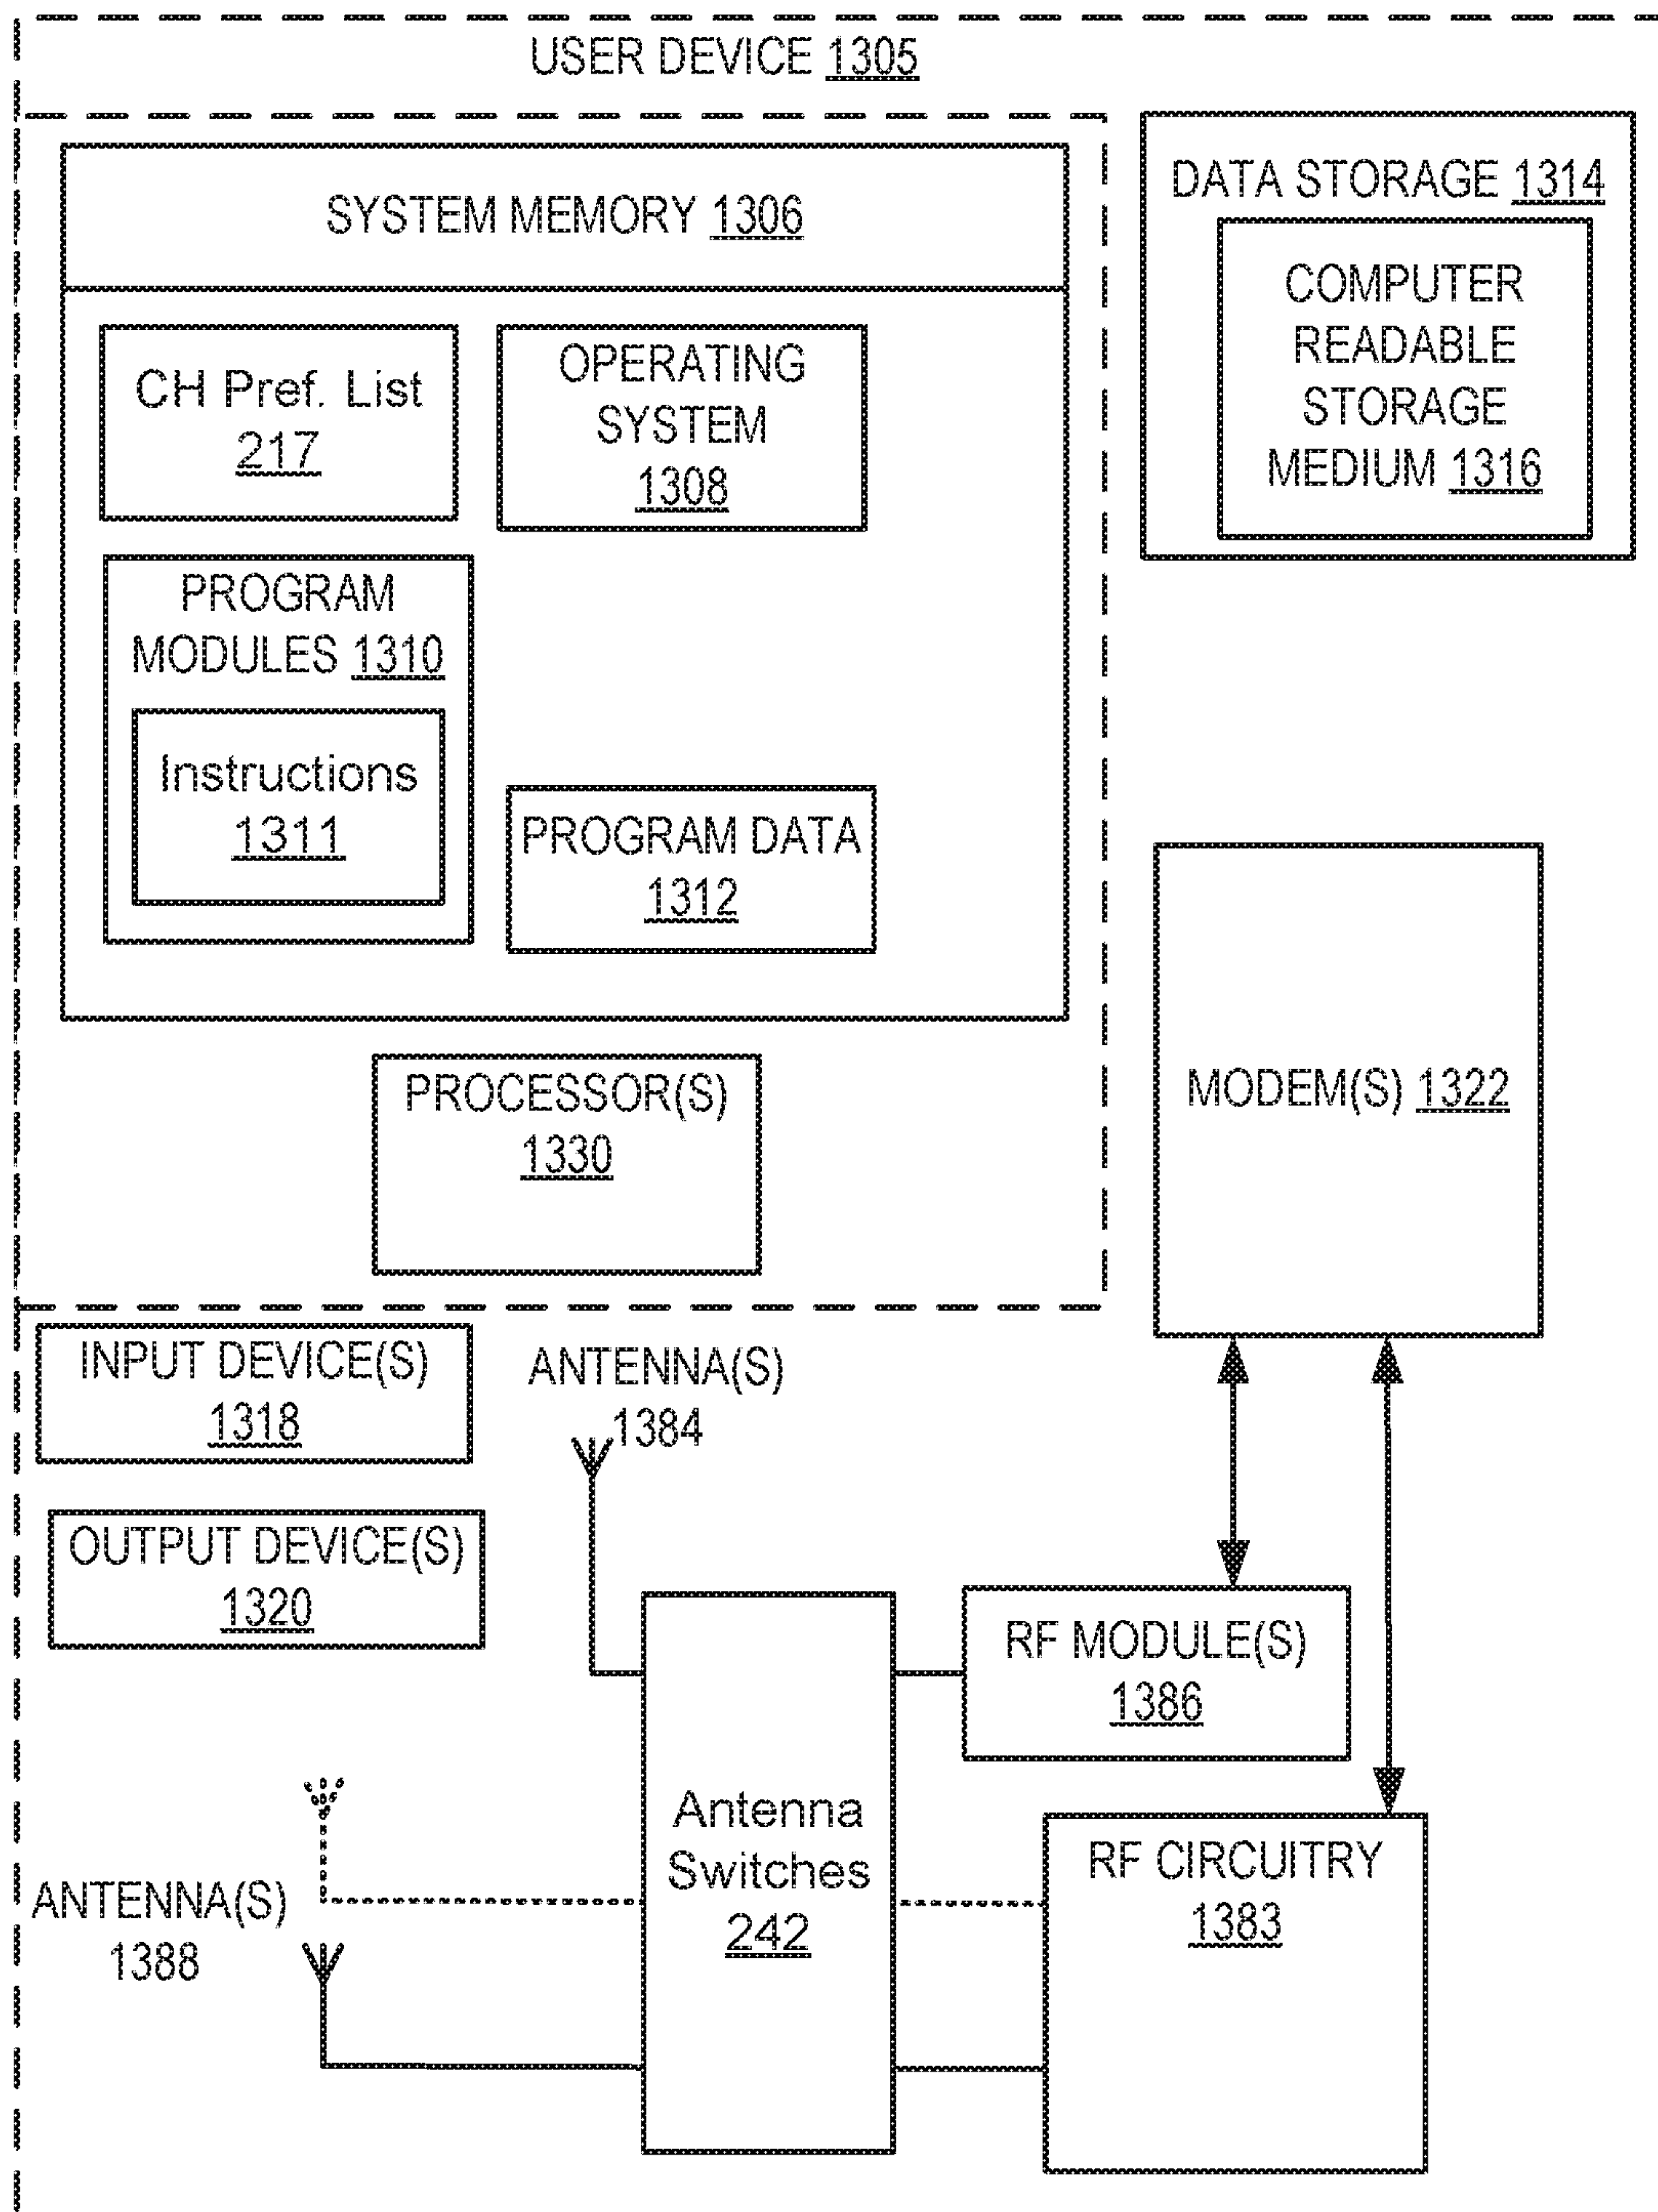 USER DEVICE 1305
SYSTEM MEMORY 1306
CH Pref. List
217
OPERATING
SYSTEM
1308
PROGRAM
MODULES 1310
Instructions
1311
PROGRAM DATA
1312
PROCESSOR(S)
1330
DATA STORAGE 1314
COMPUTER
READABLE
STORAGE
MEDIUM 1316
MODEM(S) 1322
INPUT DEVICE(S)
1318
OUTPUT DEVICE(S)
1320
ANTENNA(S)
1384
RF MODULE(S)
1386
Antenna
Switches
242
ANTENNA(S)
1388
RF CIRCUITRY
1383